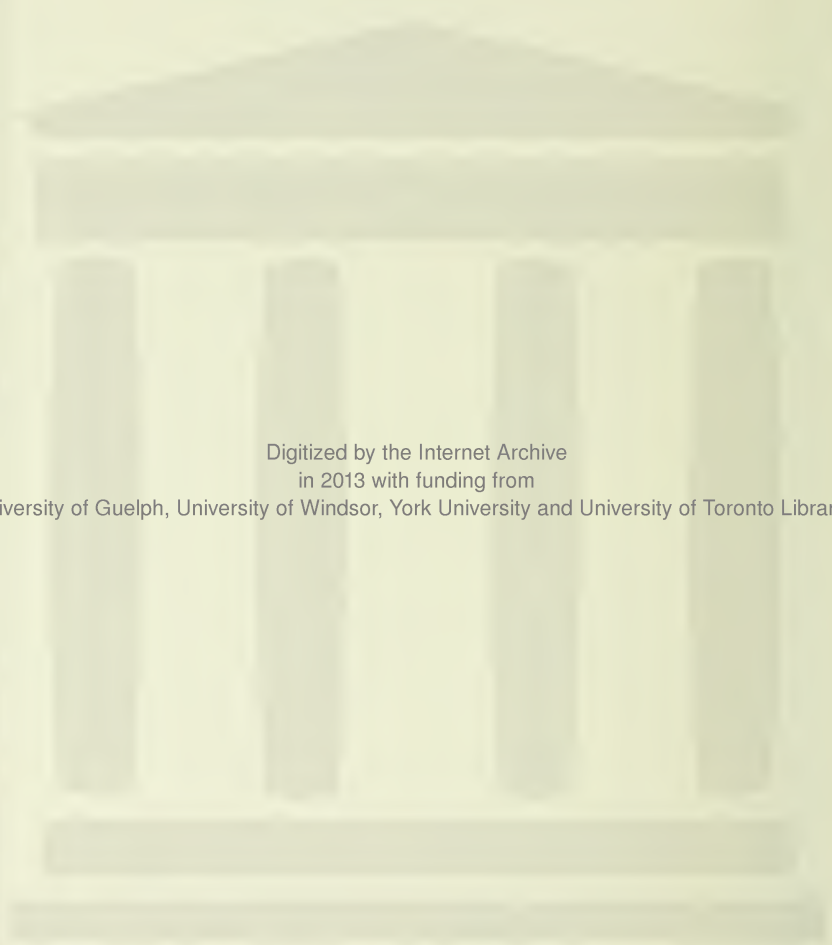 Digitized by the Internet Archive
in 2013 with funding from
iversity of Guelph, University of Windsor, York University and University of Toronto Librar